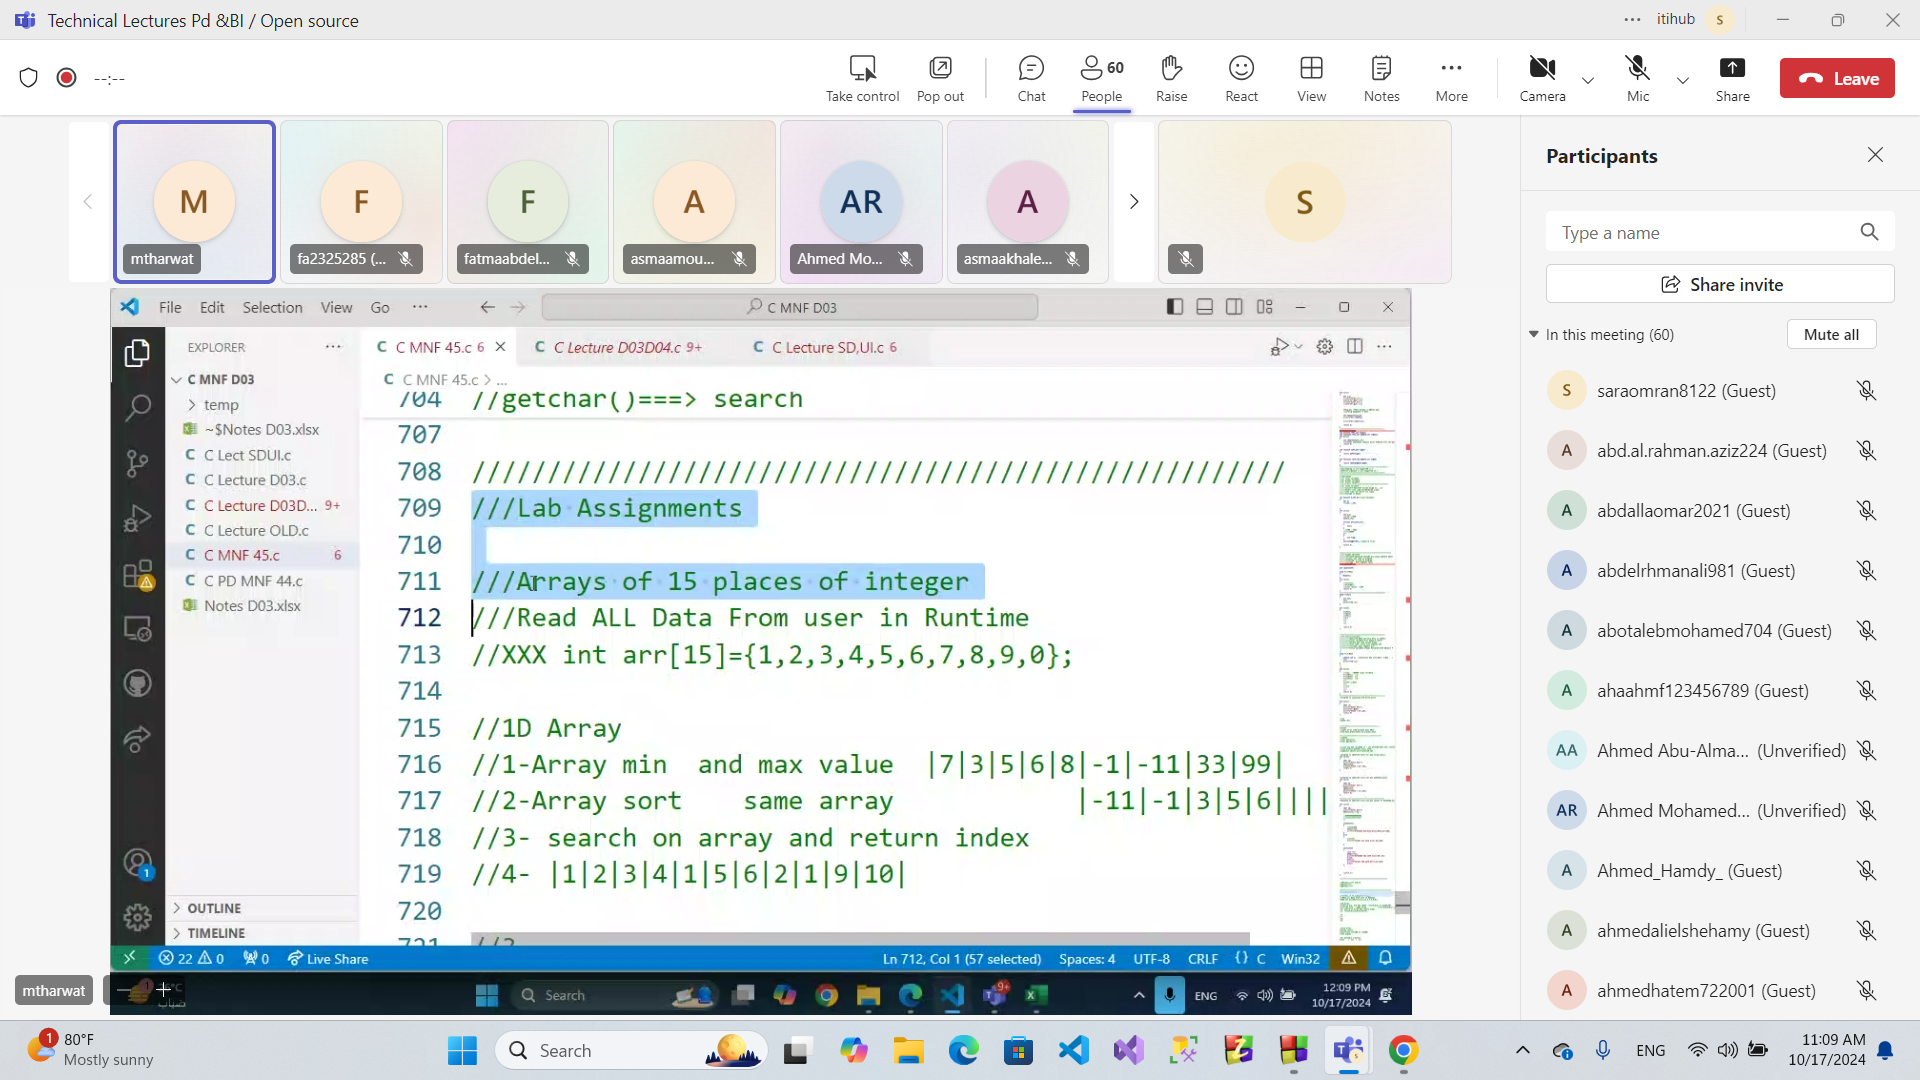 Technical Lectures Pd &BI / Open source
itihub
S
--:--
Take control
Pop out
Chat
60
People
Raise
React
View
Notes
More
Camera
Mic
Share
Leave
M
mtharwat
F
fa2325285 (...
F
fatmaabdel...
A
asmaamou...
AR
Ahmed Mo...
A
asmaakhale...
S
File Edit Selection View Go ...
C MNF D03
EXPLORER
C MNF D03
temp
~$Notes D03.xlsx
C Lect SDUI.c
C Lecture D03.c
C Lecture D03D... 9+
C Lecture OLD.c
C MNF 45.c 6
C PD MNF 44.c
Notes D03.xlsx
OUTLINE
TIMELINE
C C MNF 45.c 6
C C Lecture D03D04.c 9+
C C Lecture SD,UI.c 6
C C MNF 45.c > ...
704 //getchar()===> search
707
708 //////////////////////////////////////////////////////
709 ///Lab Assignments
710
711 ///Arrays of 15 places of integer
712 ///Read ALL Data From user in Runtime
713 //XXX int arr[15]={1,2,3,4,5,6,7,8,9,0};
714
715 //1D Array
716 //1-Array min and max value |7|3|5|6|8|-1|-11|33|99|
717 //2-Array sort same array |-11|-1|3|5|6||||
718 //3- search on array and return index
719 //4- |1|2|3|4|1|5|6|2|1|9|10|
720
721 //2
1
22 0
0
Live Share
Ln 712, Col 1 (57 selected)
Spaces: 4
UTF-8
CRLF
{} C
Win32
mtharwat
ضباب
Search
9+
ENG
12:09 PM
10/17/2024
Participants
Type a name
Share invite
In this meeting (60)
Mute all
S saraomran8122 (Guest)
A abd.al.rahman.aziz224 (Guest)
A abdallaomar2021 (Guest)
A abdelrhmanali981 (Guest)
A abotalebmohamed704 (Guest)
A ahaahmf123456789 (Guest)
AA Ahmed Abu-Alma... (Unverified)
AR Ahmed Mohamed... (Unverified)
A Ahmed_Hamdy_ (Guest)
A ahmedalielshehamy (Guest)
A ahmedhatem722001 (Guest)
1
80°F
Mostly sunny
Search
ENG
11:09 AM
10/17/2024